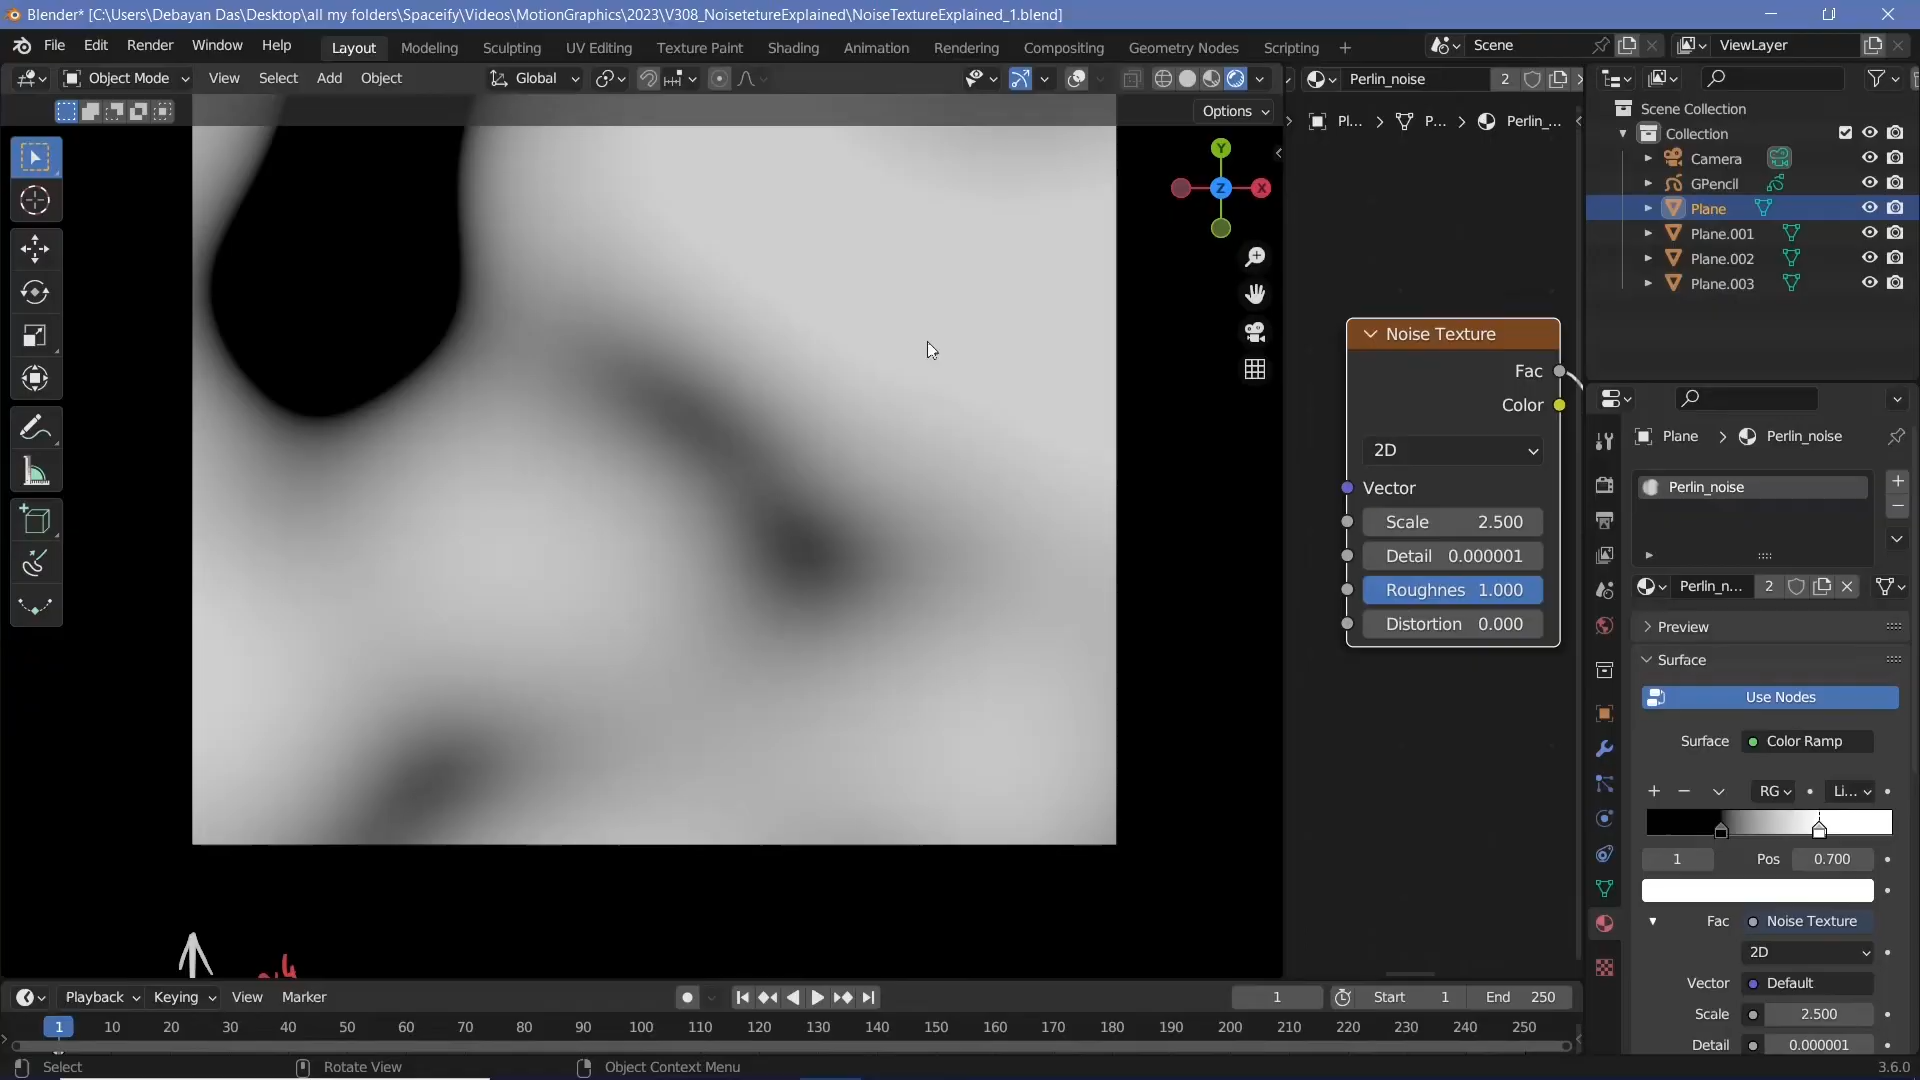 Blender* [C:\Users\Debayan Das\Desktop\all my folders\Spaceify\Videos\MotionGraphics\2023\V308_NoisetetureExplained\NoiseTextureExplained_1.blend]
File Edit Render Window Help Layout Modeling Sculpting UV Editing Texture Paint Shading Animation Rendering Compositing Geometry Nodes Scripting + Scene ViewLayer
Object Mode View Select Add Object Global Perlin_noise 2
Options Pl... P... Perlin_...
Scene Collection
Collection
Camera
GPencil
Plane
Plane.001
Plane.002
Plane.003
Y
Z X
Noise Texture
Fac
Color
2D
Vector
Scale 2.500
Detail 0.000001
Roughnes 1.000
Distortion 0.000
Plane Perlin_noise
Perlin_noise
Perlin_n... 2
Preview
Surface
Use Nodes
Surface Color Ramp
RG Li...
1 Pos 0.700
Fac Noise Texture
2D
Vector Default
Scale 2.500
Detail 0.000001
Playback Keying View Marker 1 Start 1 End 250
1 10 20 30 40 50 60 70 80 90 100 110 120 130 140 150 160 170 180 190 200 210 220 230 240 250
Select Rotate View Object Context Menu 3.6.0